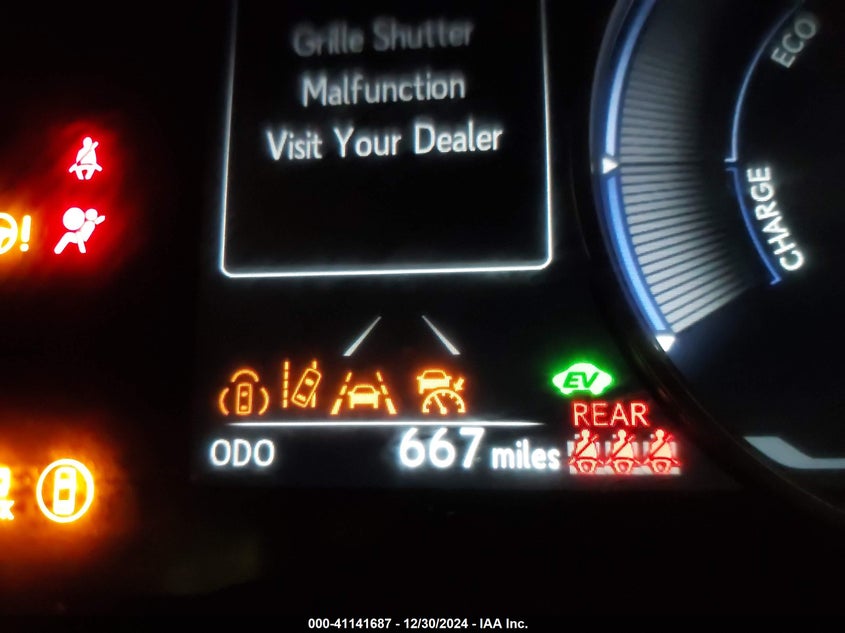 Grille Shutter
Malfunction
Visit Your Dealer
ECO
CHARGE
EV
REAR
ODO 667 miles
000-41141687 - 12/30/2024 - IAA Inc.